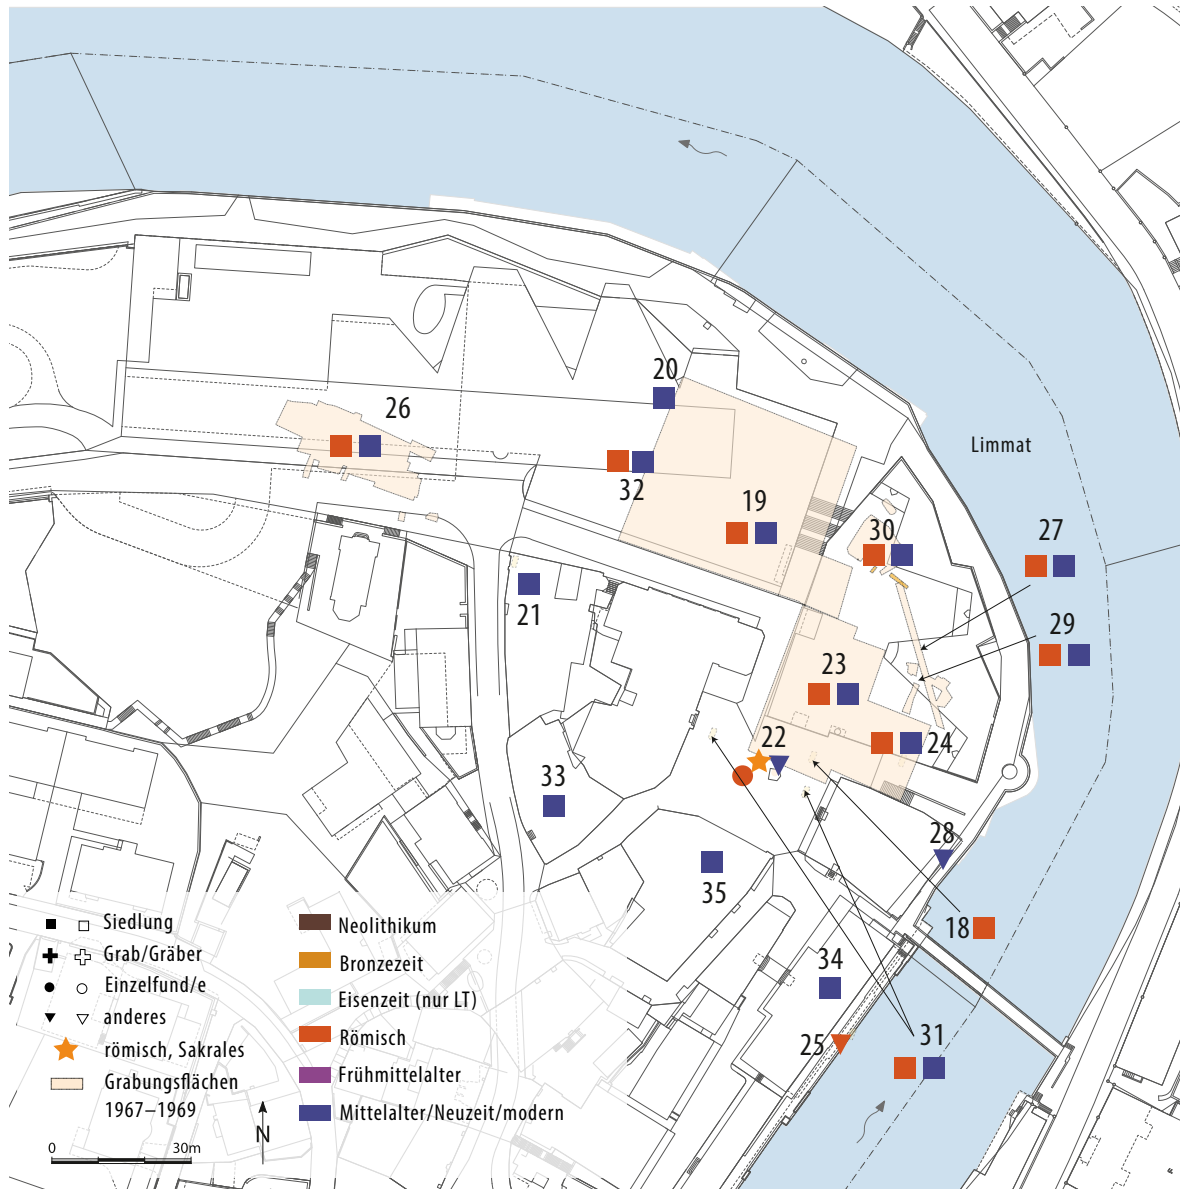 20
26
Limmat
32
19
30
27
21
29
23
22
24
33
28
35
18
34
25
31
Siedlung
Grab/Gräber
Einzelfund/e
anderes
römisch, Sakrales
Grabungsflächen
1967–1969
Neolithikum
Bronzezeit
Eisenzeit (nur LT)
Römisch
Frühmittelalter
Mittelalter/Neuzeit/modern
0 30m
N